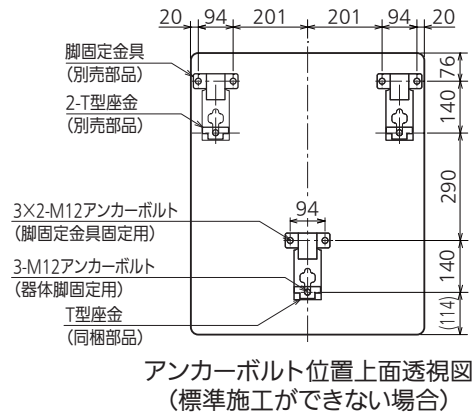 20 94 201 201 94 20
脚固定金具
(別売部品)
2-T型座金
(別売部品)
76
140
290
3×2-M12アンカーボルト
(脚固定金具固定用)
94
3-M12アンカーボルト
(器体脚固定用)
140
T型座金
(同梱部品)
(114)
アンカーボルト位置上面透視図
(標準施工ができない場合)